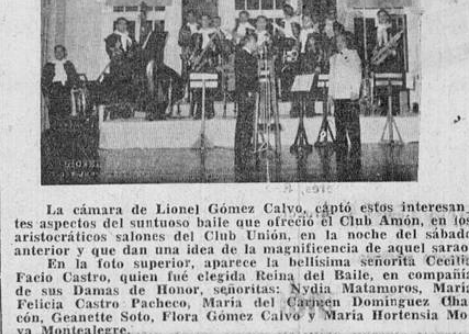 La cámara de Lionel Gómez Calvo, captó estos interesan
tes aspectos del suntuoso baile que ofreció el Club Amón, en los
aristocráticos salones del Club Unión, en la noche del sábado
anterior y que dan una idea de la magnificencia de aquel sarao
En la foto superior, aparece la bellísima señorita Cecilia
Facio Castro, quien fué elegida Reina del Baile, en compañía
de sus Damas de Honor, señoritas: Nydia Matamoros, María
Felicia Castro Pacheco, María del Carmen Domínguez Cha
cón, Geanette Soto, Flora Gómez Calvo y María Hortensia Mo
ya Montealegre.